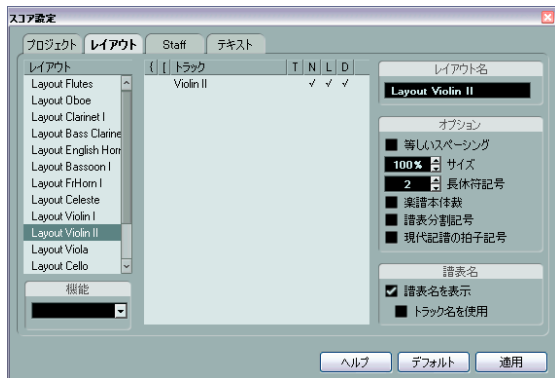 スコア設定
プロジェクト レイアウト Staff テキスト
レイアウト
Layout Flutes
Layout Oboe
Layout Clarinet I
Layout Bass Clarine
Layout English Horr
Layout Bassoon I
Layout FrHorn I
Layout Celeste
Layout Violin I
Layout Violin II
Layout Viola
Layout Cello
機能
{ [ トラック T N L D
Violin II √ √ √
レイアウト名
Layout Violin II
オプション
等しいスペーシング
100% サイズ
2 長休符記号
楽譜本体裁
譜表分割記号
現代記譜の拍子記号
譜表名
譜表名を表示
トラック名を使用
ヘルプ デフォルト 適用